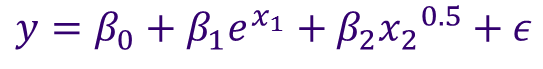 y = β₀ + β₁e^{x₁} + β₂x₂^{0.5} + ϵ